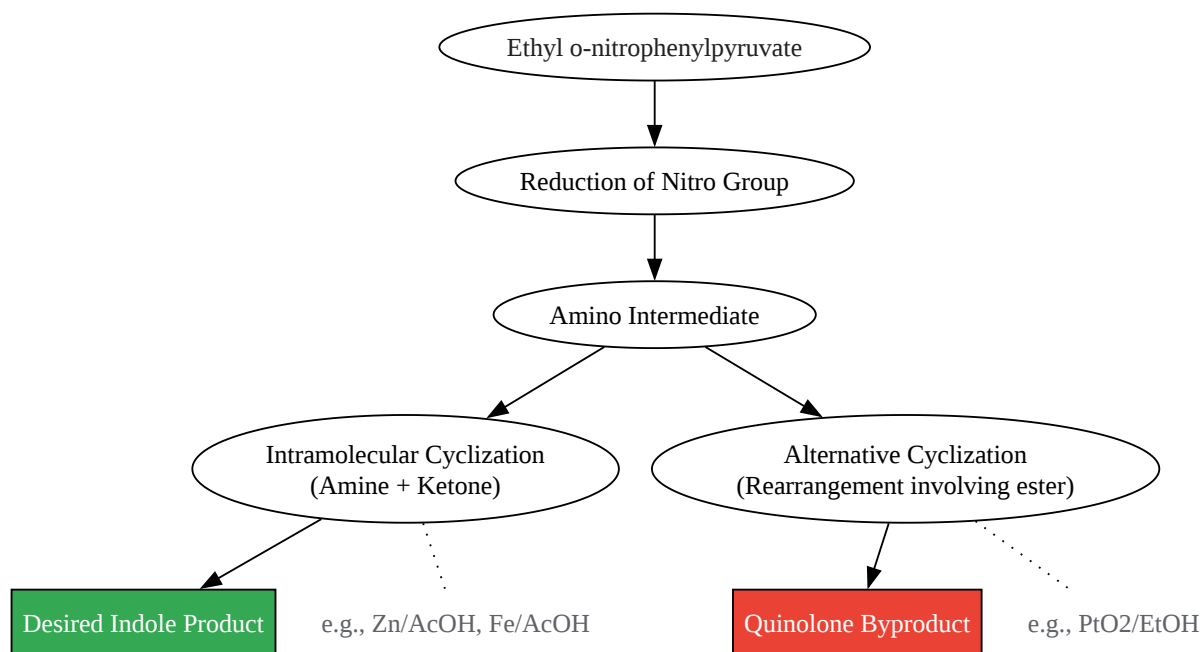 Ethyl o-nitrophenylpyruvate
Reduction of Nitro Group
Amino Intermediate
Intramolecular Cyclization
(Amine + Ketone)
Alternative Cyclization
(Rearrangement involving ester)
Desired Indole Product
e.g., Zn/AcOH, Fe/AcOH
Quinolone Byproduct
e.g., PtO2/EtOH